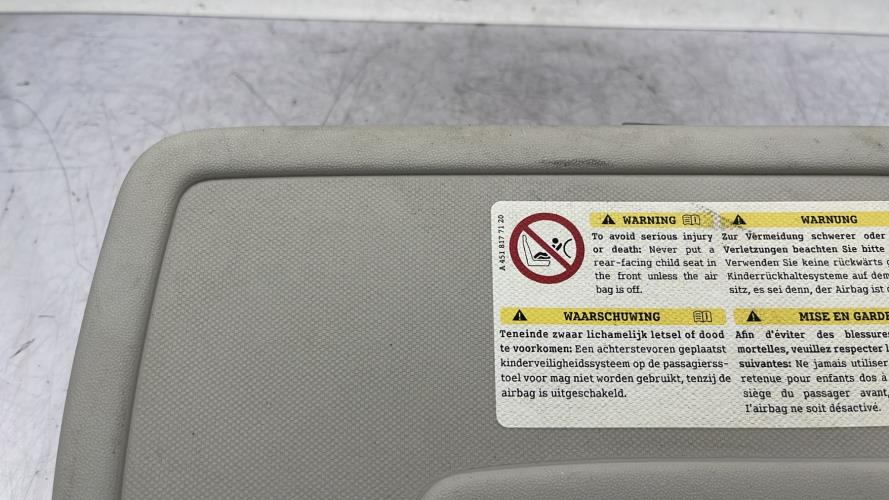 A 451 817 71 20
WARNING
To avoid serious injury
or death: Never put a
rear-facing child seat in
the front unless the air
bag is off.
WARNUNG
Zur Vermeidung schwerer oder
Verletzungen beachten Sie bitte
Verwenden Sie keine rückwärts
Kinderrückhaltesysteme auf dem
sitz, es sei denn, der Airbag ist
WAARSCHUWING
Teneinde zwaar lichamelijk letsel of dood
te voorkomen: Een achterstevoren geplaatst
kinderveiligheidssysteem op de passagiers-
stoel voor mag niet worden gebruikt, tenzij de
airbag is uitgeschakeld.
MISE EN GARDE
Afin d'éviter des blessures
mortelles, veuillez respecter
suivantes: Ne jamais utiliser
retenue pour enfants dos à
siège du passager avant,
l'airbag ne soit désactivé.